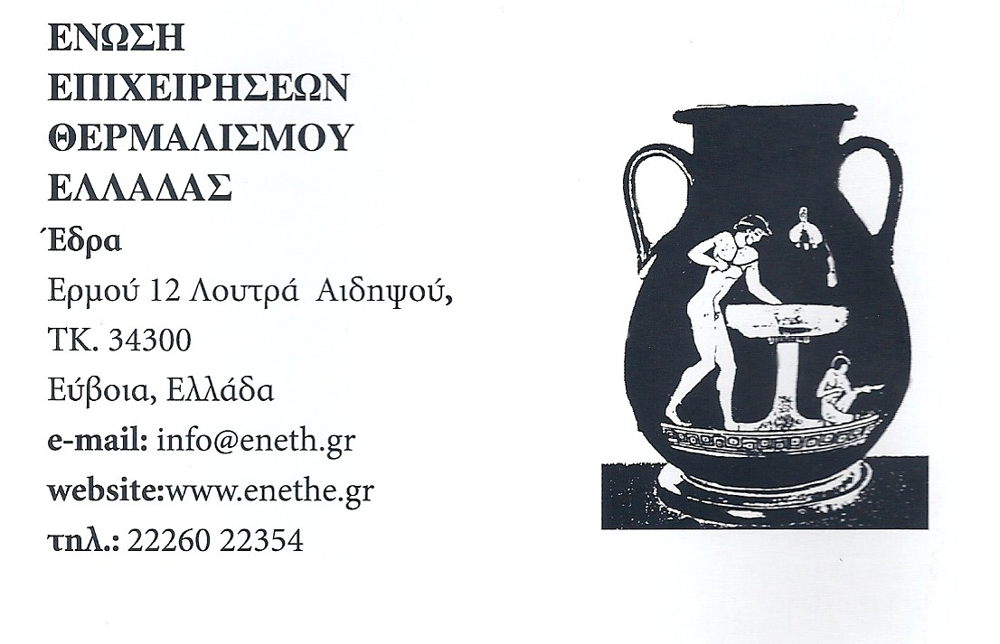 ΕΝΩΣΗ
ΕΠΙΧΕΙΡΗΣΕΩΝ
ΘΕΡΜΑΛΙΣΜΟΥ
ΕΛΛΑΔΑΣ
Έδρα
Ερμού 12 Λουτρά Αιδηψού,
ΤΚ. 34300
Εύβοια, Ελλάδα
e-mail: info@eneth.gr
website:www.enethe.gr
τηλ.: 22260 22354